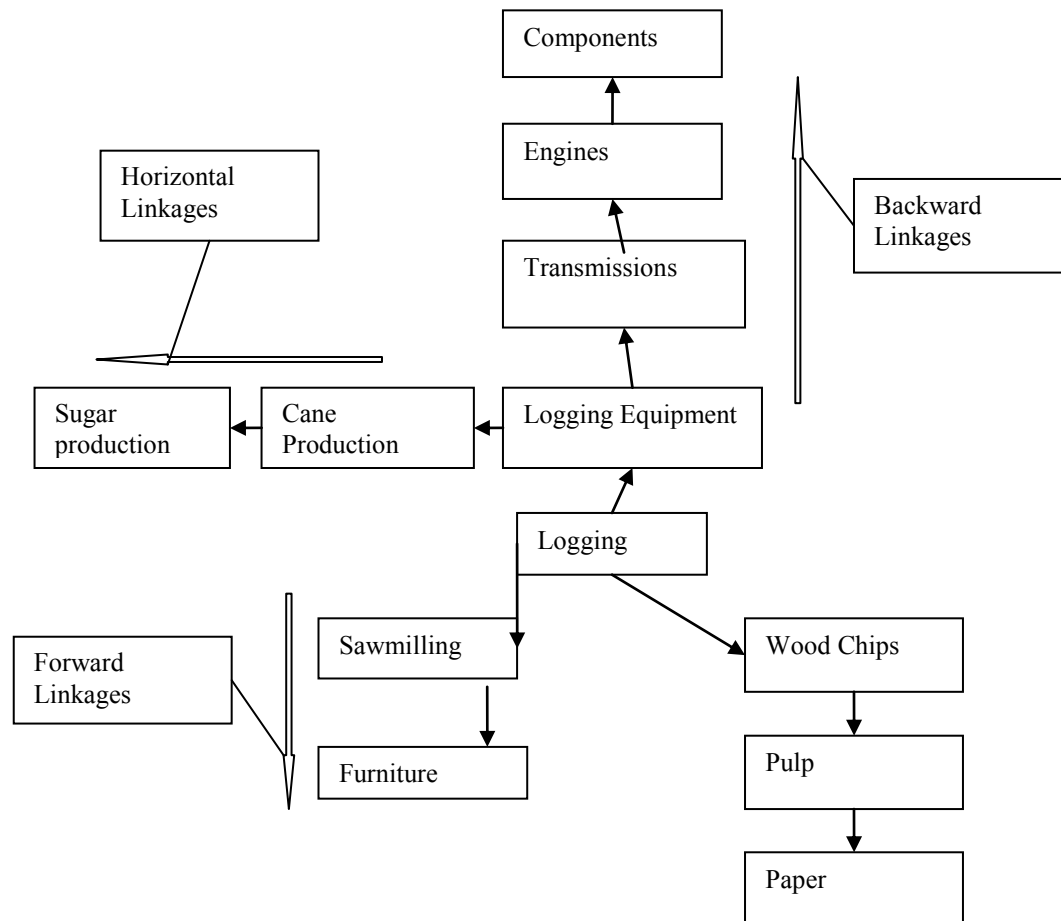 Components
Engines
Horizontal
Linkages
Backward
Linkages
Transmissions
Sugar
production
Cane
Production
Logging Equipment
Logging
Sawmilling
Wood Chips
Forward
Linkages
Furniture
Pulp
Paper